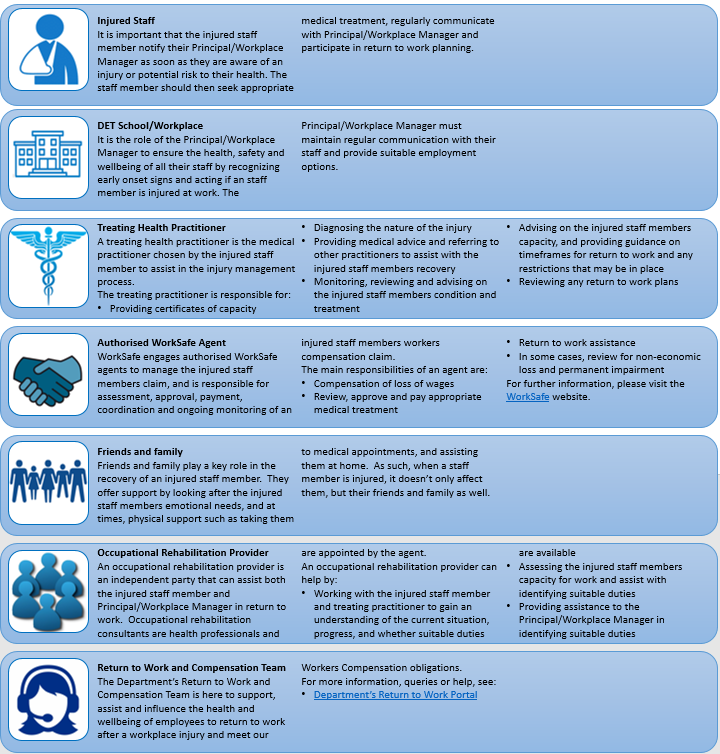 Injured Staff
It is important that the injured staff
member notify their Principal/Workplace
Manager as soon as they are aware of an
injury or potential risk to their health. The
staff member should then seek appropriate
medical treatment, regularly communicate
with Principal/Workplace Manager and
participate in return to work planning.
DET School/Workplace
It is the role of the Principal/Workplace
Manager to ensure the health, safety and
wellbeing of all their staff by recognizing
early onset signs and acting if an staff
member is injured at work. The
Principal/Workplace Manager must
maintain regular communication with their
staff and provide suitable employment
options.
Treating Health Practitioner
A treating health practitioner is the medical
practitioner chosen by the injured staff
member to assist in the injury management
process.
The treating practitioner is responsible for:
• Providing certificates of capacity
• Diagnosing the nature of the injury
• Providing medical advice and referring to
other practitioners to assist with the
injured staff members recovery
• Monitoring, reviewing and advising on
the injured staff members condition and
treatment
• Advising on the injured staff members
capacity, and providing guidance on
timeframes for return to work and any
restrictions that may be in place
• Reviewing any return to work plans
Authorised WorkSafe Agent
WorkSafe engages authorised WorkSafe
agents to manage the injured staff
members claim, and is responsible for
assessment, approval, payment,
coordination and ongoing monitoring of an
injured staff members workers
compensation claim.
The main responsibilities of an agent are:
• Compensation of loss of wages
• Review, approve and pay appropriate
medical treatment
• Return to work assistance
• In some cases, review for non-economic
loss and permanent impairment
For further information, please visit the
WorkSafe website.
Friends and family
Friends and family play a key role in the
recovery of an injured staff member. They
offer support by looking after the injured
staff members emotional needs, and at
times, physical support such as taking them
to medical appointments, and assisting
them at home. As such, when a staff
member is injured, it doesn't only affect
them, but their friends and family as well.
Occupational Rehabilitation Provider
An occupational rehabilitation provider is
an independent party that can assist both
the injured staff member and
Principal/Workplace Manager in return to
work. Occupational rehabilitation
consultants are health professionals and
are appointed by the agent.
An occupational rehabilitation provider can
help by:
• Working with the injured staff member
and treating practitioner to gain an
understanding of the current situation,
progress, and whether suitable duties
are available
• Assessing the injured staff members
capacity for work and assist with
identifying suitable duties
• Providing assistance to the
Principal/Workplace Manager in
identifying suitable duties
Return to Work and Compensation Team
The Department's Return to Work and
Compensation Team is here to support,
assist and influence the health and
wellbeing of employees to return to work
after a workplace injury and meet our
Workers Compensation obligations.
For more information, queries or help, see:
• Department's Return to Work Portal